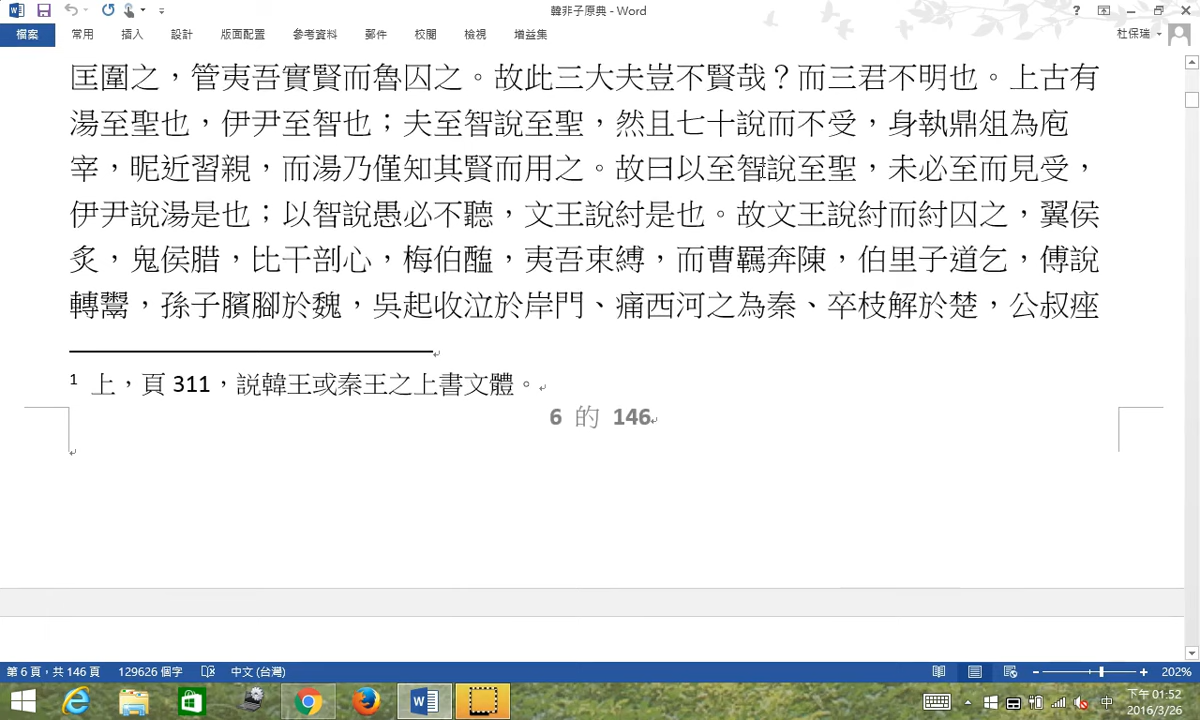 韓非子原典 - Word
檔案 常用 插入 設計 版面配置 參考資料 郵件 校閱 檢視 增益集 杜保瑞
匡圍之，管夷吾實賢而魯囚之。故此三大夫豈不賢哉？而三君不明也。上古有
湯至聖也，伊尹至智也；夫至智說至聖，然且七十說而不受，身執鼎俎為庖
宰，昵近習親，而湯乃僅知其賢而用之。故曰以至智說至聖，未必至而見受，
伊尹說湯是也；以智說愚必不聽，文王說紂是也。故文王說紂而紂囚之，翼侯
炙，鬼侯腊，比干剖心，梅伯醢，夷吾束縛，而曹羈奔陳，伯里子道乞，傅說
轉鬻，孫子臏腳於魏，吳起收泣於岸門、痛西河之為秦、卒枝解於楚，公叔痤
1 上，頁 311，説韓王或秦王之上書文體。
6 的 146
第 6 頁，共 146 頁 129626 個字 中文 (台灣) 202%
中 下午 01:52
2016/3/26